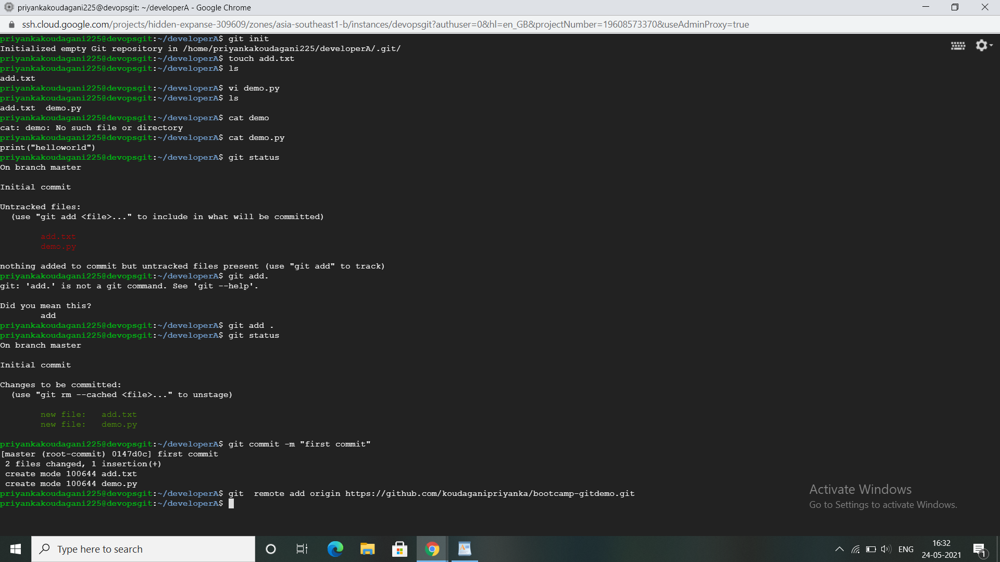 priyankakoudagani225@devopsgit: ~/developerA - Google Chrome
ssh.cloud.google.com/projects/hidden-expanse-309609/zones/asia-southeast1-b/instances/devopsgit?authuser=0&hl=en_GB&projectNumber=19608573370&useAdminProxy=true
priyankakoudagani225@devopsgit:~/developerA$ git init
Initialized empty Git repository in /home/priyankakoudagani225/developerA/.git/
priyankakoudagani225@devopsgit:~/developerA$ touch add.txt
priyankakoudagani225@devopsgit:~/developerA$ ls
add.txt
priyankakoudagani225@devopsgit:~/developerA$ vi demo.py
priyankakoudagani225@devopsgit:~/developerA$ ls
add.txt  demo.py
priyankakoudagani225@devopsgit:~/developerA$ cat demo
cat: demo: No such file or directory
priyankakoudagani225@devopsgit:~/developerA$ cat demo.py
print("helloworld")
priyankakoudagani225@devopsgit:~/developerA$ git status
On branch master
Initial commit
Untracked files:
  (use "git add <file>..." to include in what will be committed)
        add.txt
        demo.py
nothing added to commit but untracked files present (use "git add" to track)
priyankakoudagani225@devopsgit:~/developerA$ git add.
git: 'add.' is not a git command. See 'git --help'.
Did you mean this?
        add
priyankakoudagani225@devopsgit:~/developerA$ git add .
priyankakoudagani225@devopsgit:~/developerA$ git status
On branch master
Initial commit
Changes to be committed:
  (use "git rm --cached <file>..." to unstage)
        new file:   add.txt
        new file:   demo.py
priyankakoudagani225@devopsgit:~/developerA$ git commit -m "first commit"
[master (root-commit) 0147d0c] first commit
 2 files changed, 1 insertion(+)
 create mode 100644 add.txt
 create mode 100644 demo.py
priyankakoudagani225@devopsgit:~/developerA$ git  remote add origin https://github.com/koudaganipriyanka/bootcamp-gitdemo.git
priyankakoudagani225@devopsgit:~/developerA$
Activate Windows
Go to Settings to activate Windows.
Type here to search
ENG
16:32
24-05-2021
1